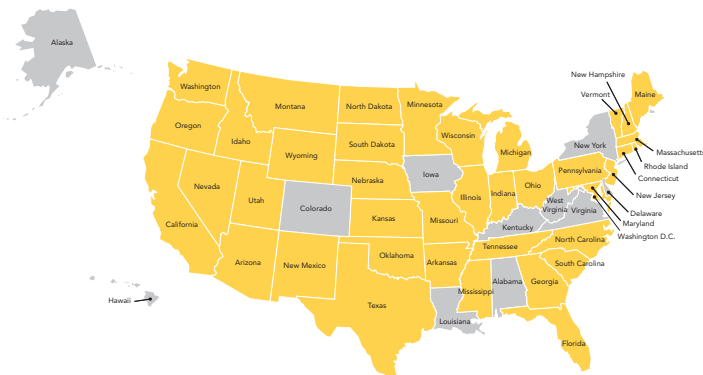 Alaska
New Hampshire
Washington
Vermont
Maine
Montana
North Dakota
Minnesota
Oregon
Wisconsin
South Dakota
Idaho
New York
Massachusetts
Michigan
Wyoming
Rhode Island
Pennsylvania
Iowa
Connecticut
Nebraska
Nevada
Ohio
Utah
Indiana
Illinois
New Jersey
West
Virginia
Colorado
Virginia
Delaware
Kansas
Missouri
California
Maryland
Kentucky
Washington D.C.
North Carolina
Tennessee
Oklahoma
Arizona
Arkansas
South Carolina
New Mexico
Alabama
Georgia
Mississippi
Hawaii
Texas
Louisiana
Florida